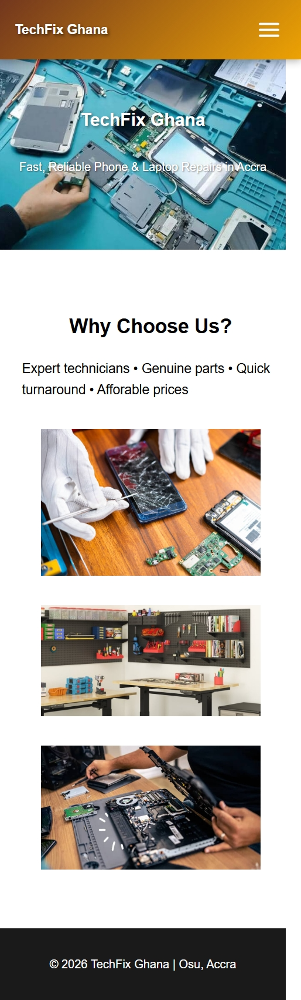 TechFix Ghana
TechFix Ghana
Fast, Reliable Phone & Laptop Repairs in Accra
Why Choose Us?
Expert technicians • Genuine parts • Quick
turnaround • Afforable prices
© 2026 TechFix Ghana | Osu, Accra